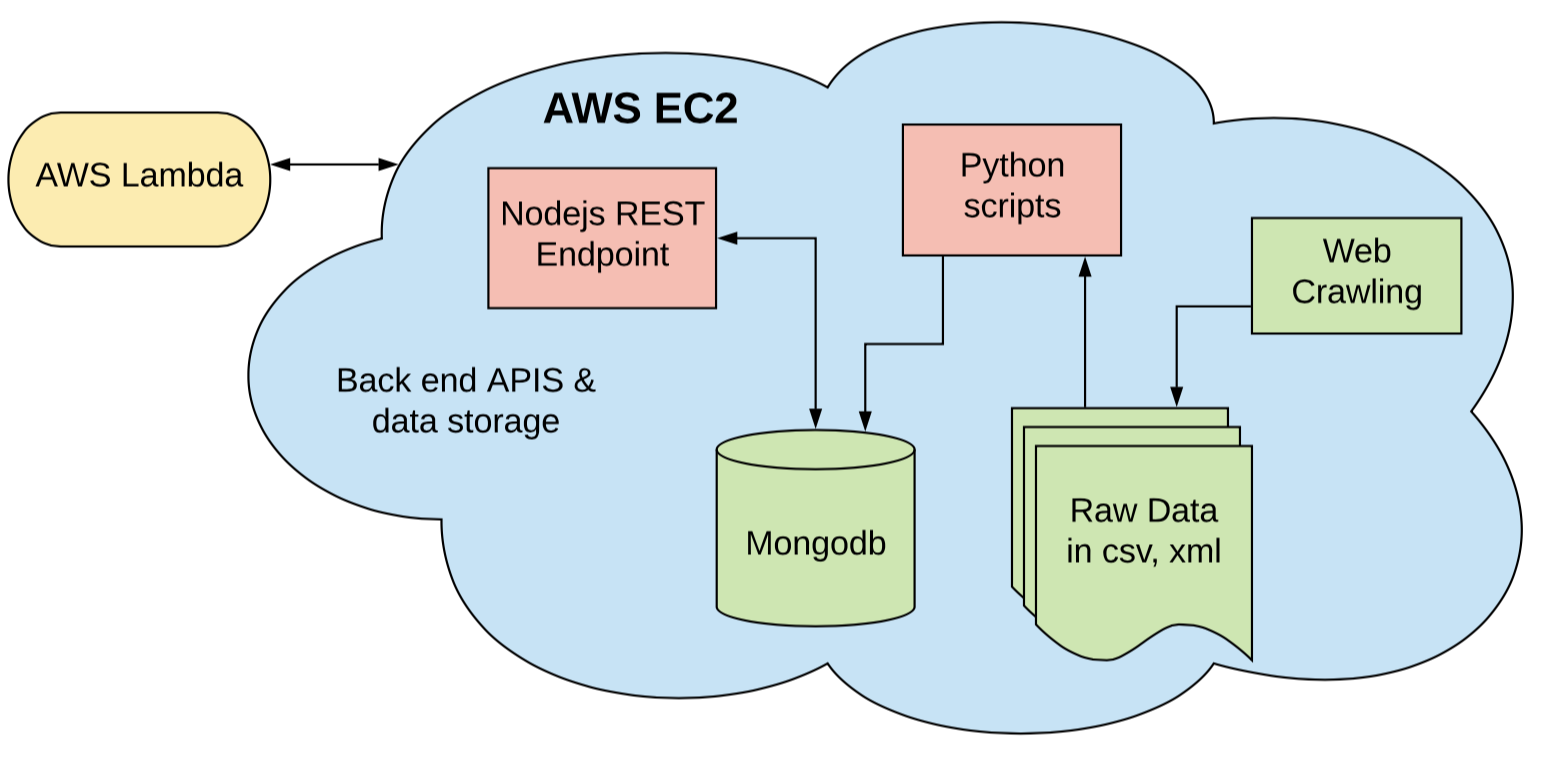 AWS Lambda
AWS EC2
Nodejs REST
Endpoint
Python
scripts
Web
Crawling
Back end APIS &
data storage
Mongodb
Raw Data
in csv, xml